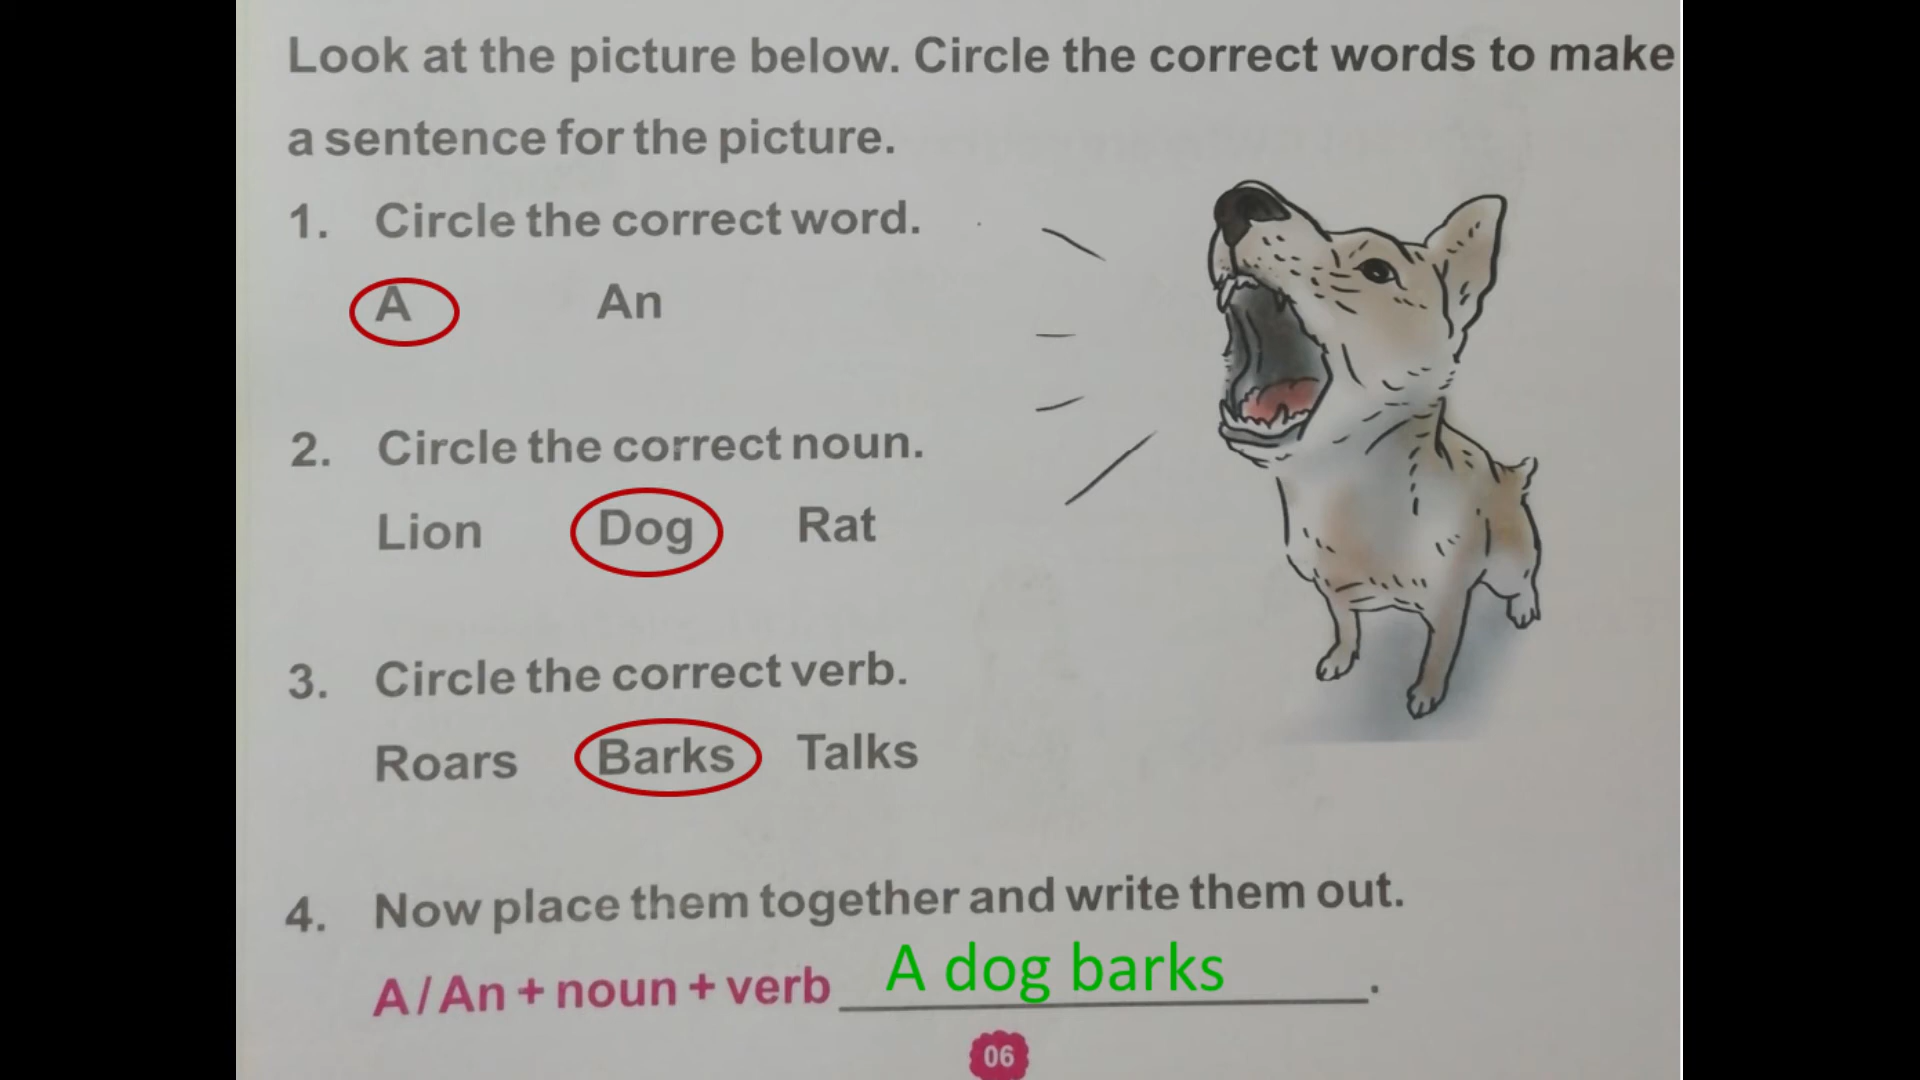 Look at the picture below. Circle the correct words to make
a sentence for the picture.
1. Circle the correct word.
A An
2. Circle the correct noun.
Lion Dog Rat
3. Circle the correct verb.
Roars Barks Talks
4. Now place them together and write them out.
A / An + noun + verb A dog barks.
06